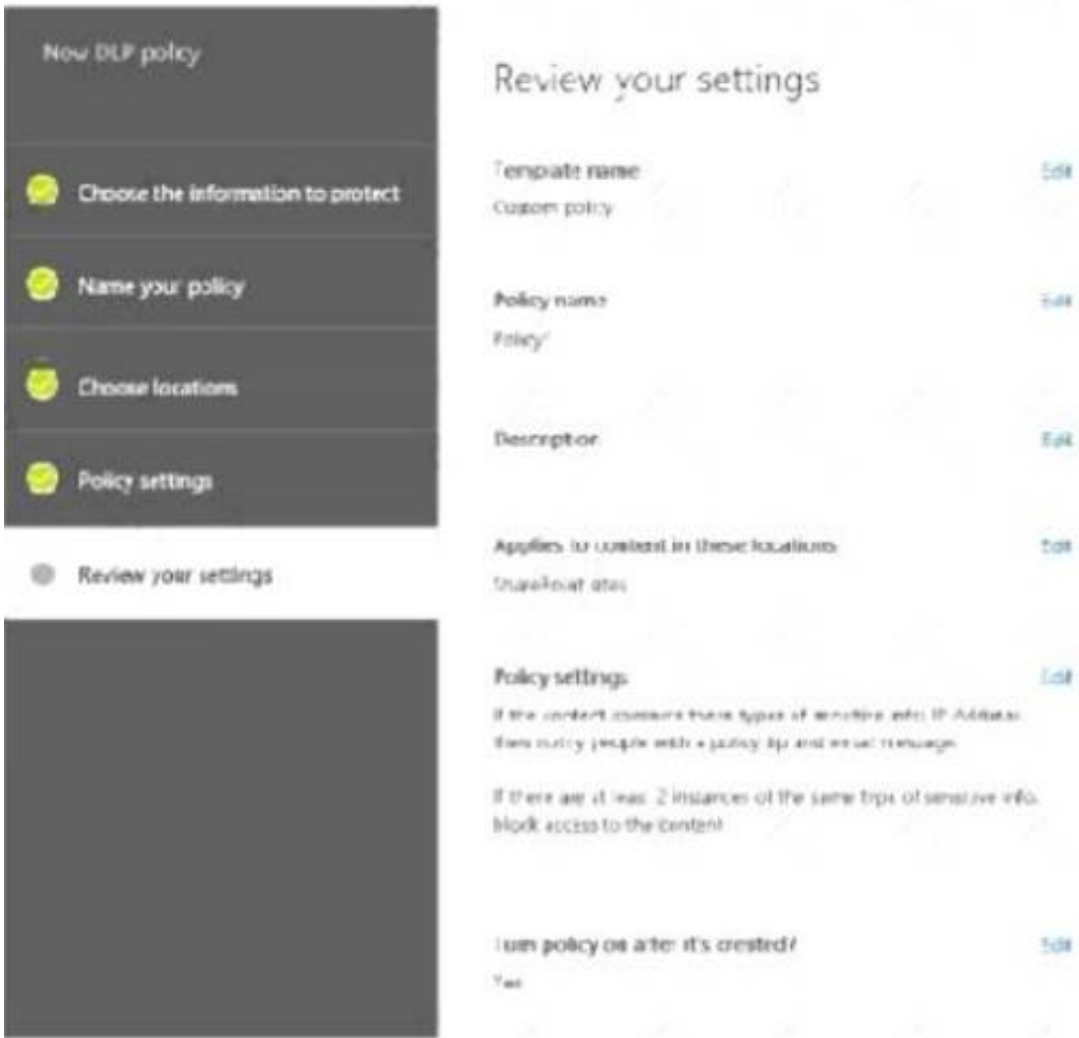 New DLP policy
Choose the information to protect
Name your policy
Choose locations
Policy settings
Review your settings
Review your settings
Template name
Edit
Custom policy
Policy name
Edit
Policy1
Description
Edit
Applies to content in these locations
Edit
SharePoint sites
Policy settings
Edit
If the content contains these types of sensitive info: IP Address
then notify people with a policy tip and email message.
If there are at least 2 instances of the same type of sensitive info,
block access to the content
Turn policy on after it's created?
Edit
Yes